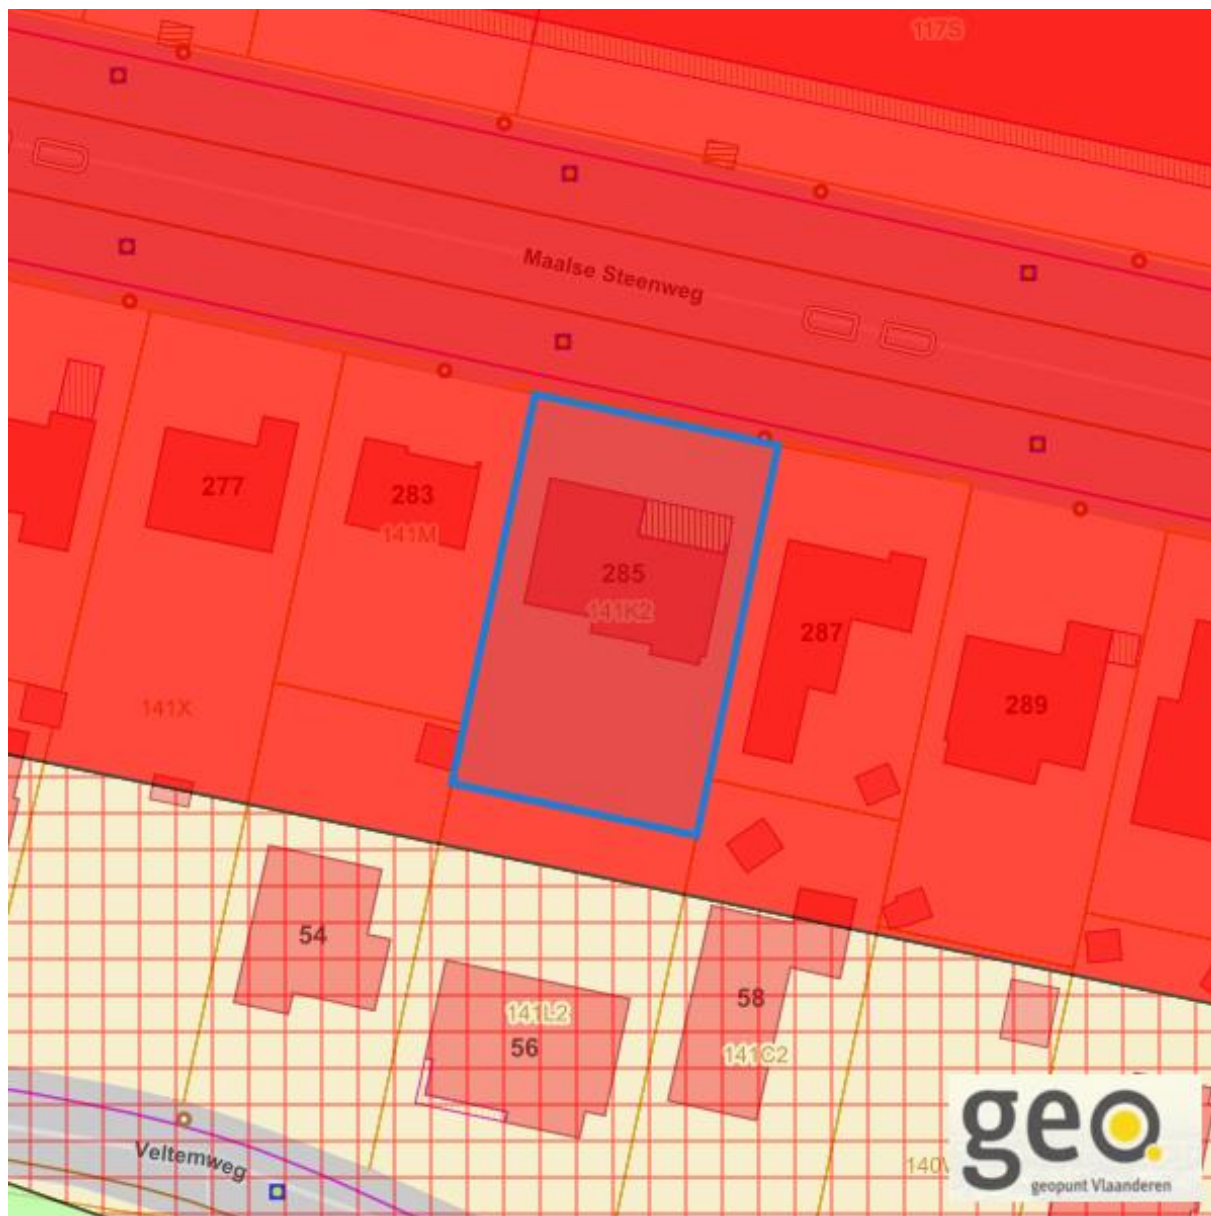 117S
Maalse Steenweg
277
283
141M
285
141K2
287
289
141X
54
58
141L2
56
141C2
140
Veltemweg
geo
geopunt Vlaanderen